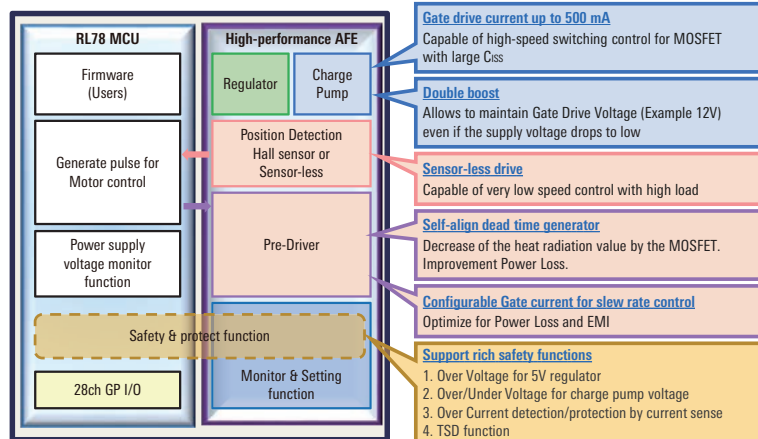 RL78 MCU
Firmware
(Users)
Generate pulse for
Motor control
Power supply
voltage monitor
function
Safety & protect function
28ch GP I/O
High-performance AFE
Regulator
Charge
Pump
Position Detection
Hall sensor or
Sensor-less
Pre-Driver
Monitor & Setting
function
Gate drive current up to 500 mA
Capable of high-speed switching control for MOSFET
with large CISS
Double boost
Allows to maintain Gate Drive Voltage (Example 12V)
even if the supply voltage drops to low
Sensor-less drive
Capable of very low speed control with high load
Self-align dead time generator
Decrease of the heat radiation value by the MOSFET.
Improvement Power Loss.
Configurable Gate current for slew rate control
Optimize for Power Loss and EMI
Support rich safety functions
1. Over Voltage for 5V regulator
2. Over/Under Voltage for charge pump voltage
3. Over Current detection/protection by current sense
4. TSD function